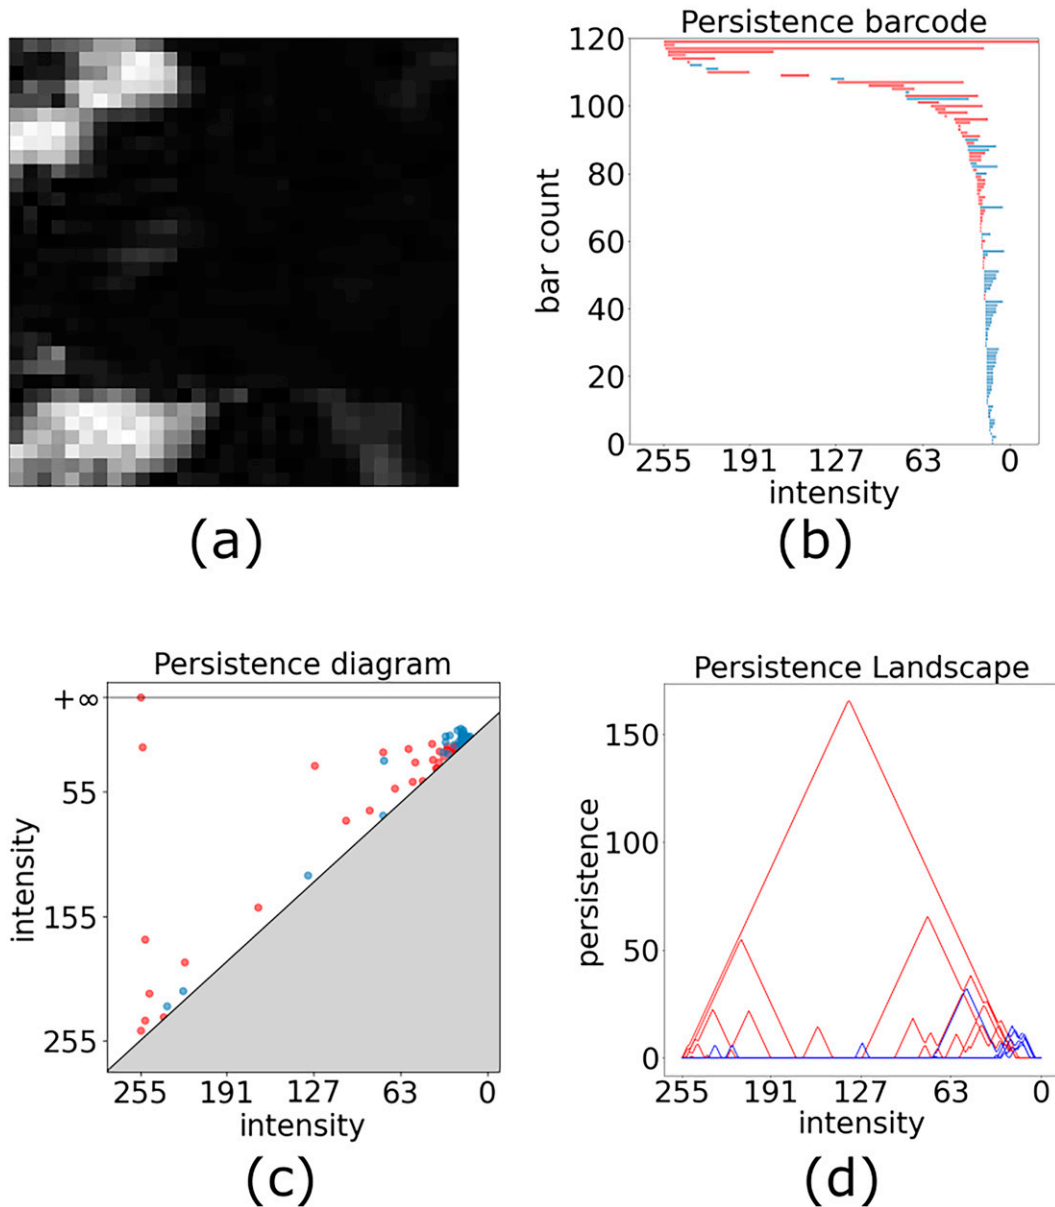 (a)
Persistence barcode
120
100
80
60
40
20
0
bar count
255 191 127 63 0
intensity
(b)
Persistence diagram
+∞
55
155
255
intensity
255 191 127 63 0
intensity
(c)
Persistence Landscape
150
100
50
0
persistence
255 191 127 63 0
intensity
(d)